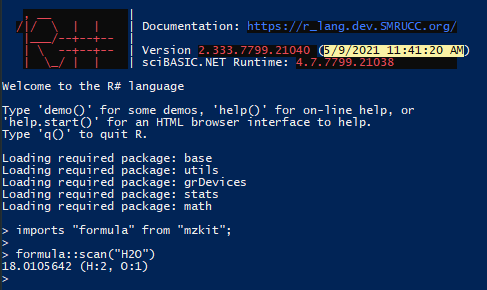 Documentation: https://r_lang.dev.SMRUCC.org/
Version 2.333.7799.21040 (5/9/2021 11:41:20 AM)
sciBASIC.NET Runtime: 4.7.7799.21038
Welcome to the R# language
Type 'demo()' for some demos, 'help()' for on-line help, or
'help.start()' for an HTML browser interface to help.
Type 'q()' to quit R.
Loading required package: base
Loading required package: utils
Loading required package: grDevices
Loading required package: stats
Loading required package: math
> imports "formula" from "mzkit";
>
> formula::scan("H2O")
18.0105642 (H:2, O:1)
>